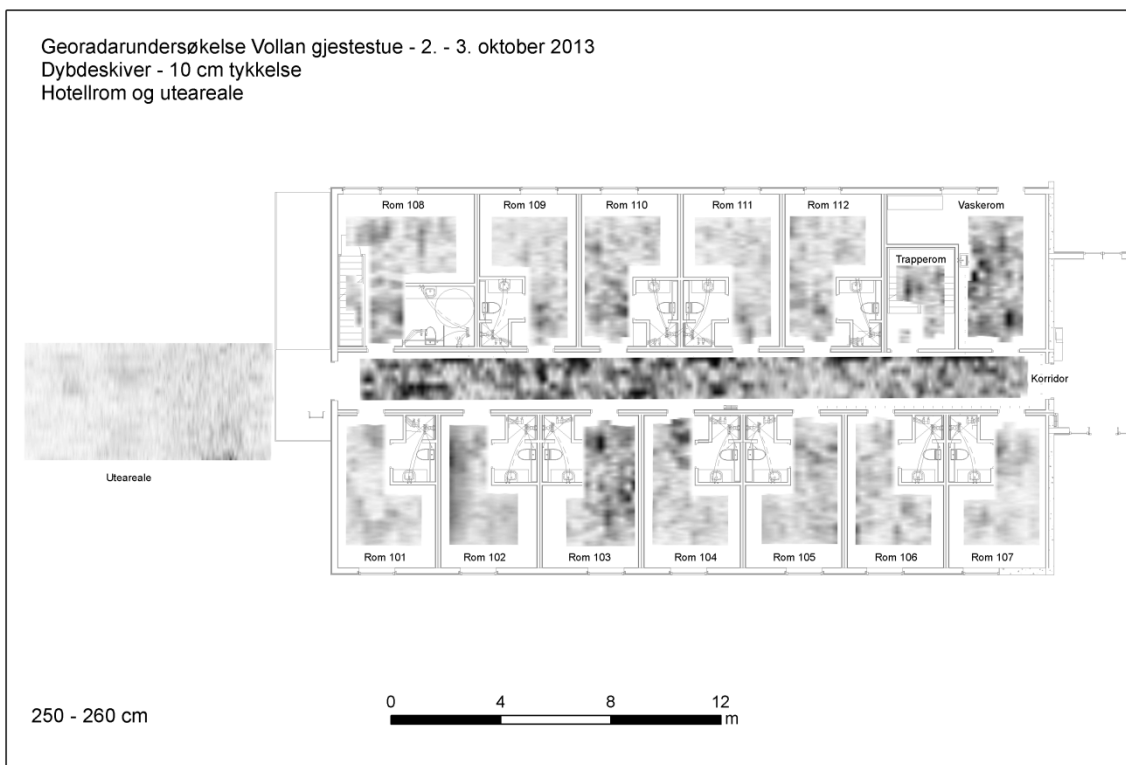 Georadarundersøkelse Vollan gjestestue - 2. - 3. oktober 2013
Dybdeskiver - 10 cm tykkelse
Hotellrom og uteareale
Rom 108
Rom 109
Rom 110
Rom 111
Rom 112
Vaskerom
Trapperom
Korridor
Uteareale
Rom 101
Rom 102
Rom 103
Rom 104
Rom 105
Rom 106
Rom 107
250 - 260 cm
0 4 8 12
m